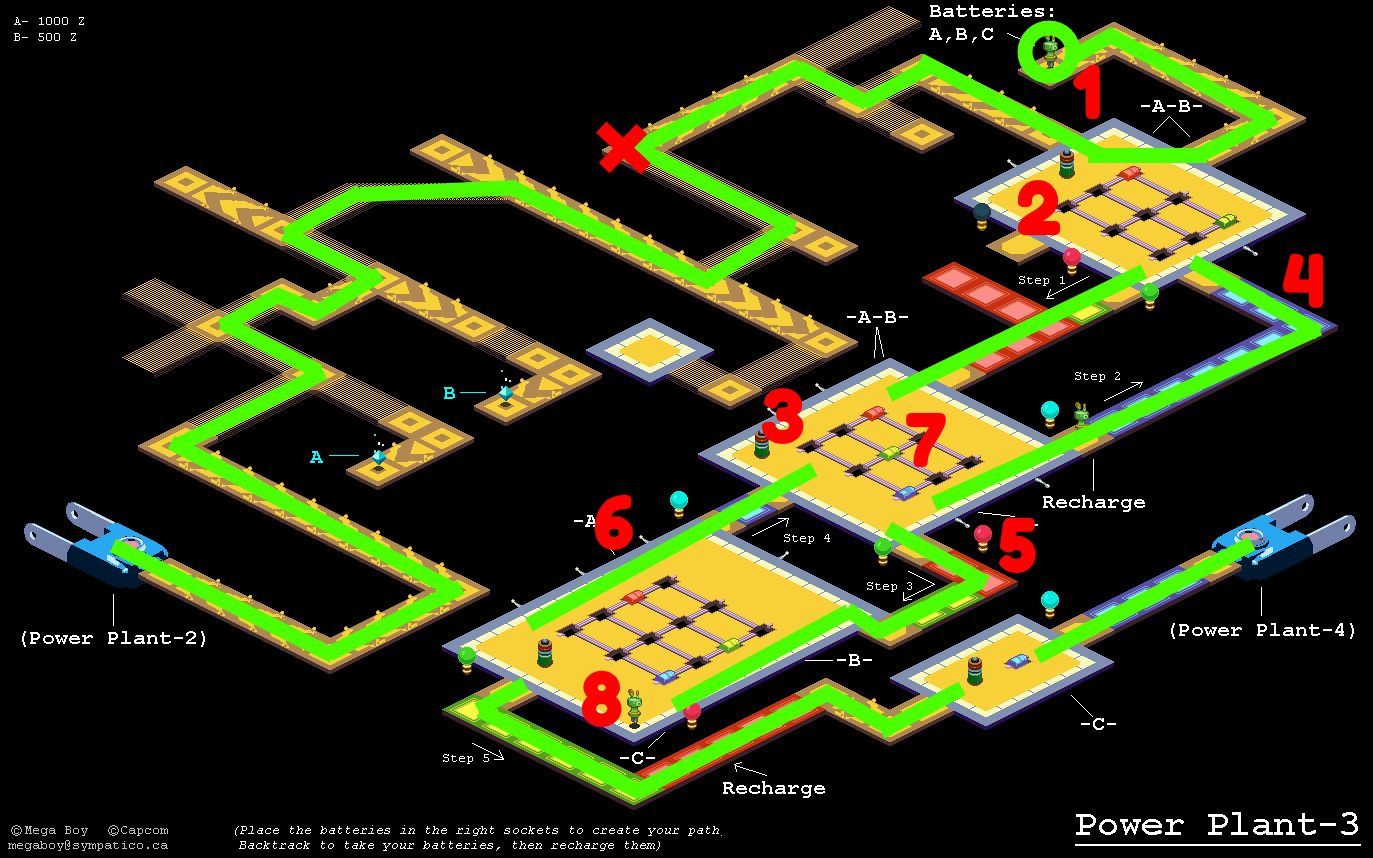 A- 1000 Z
B- 500 Z
Batteries:
A,B,C
1
-A-B-
2
Step 1
4
-A-B-
Step 2
3
7
B
A
Recharge
6
-A
Step 4
5
Step 3
(Power Plant-2)
(Power Plant-4)
-B-
8
-C-
-C-
Step 5
Recharge
©Mega Boy ©Capcom
megaboy@sympatico.ca
(Place the batteries in the right sockets to create your path
Backtrack to take your batteries, then recharge them)
Power Plant-3